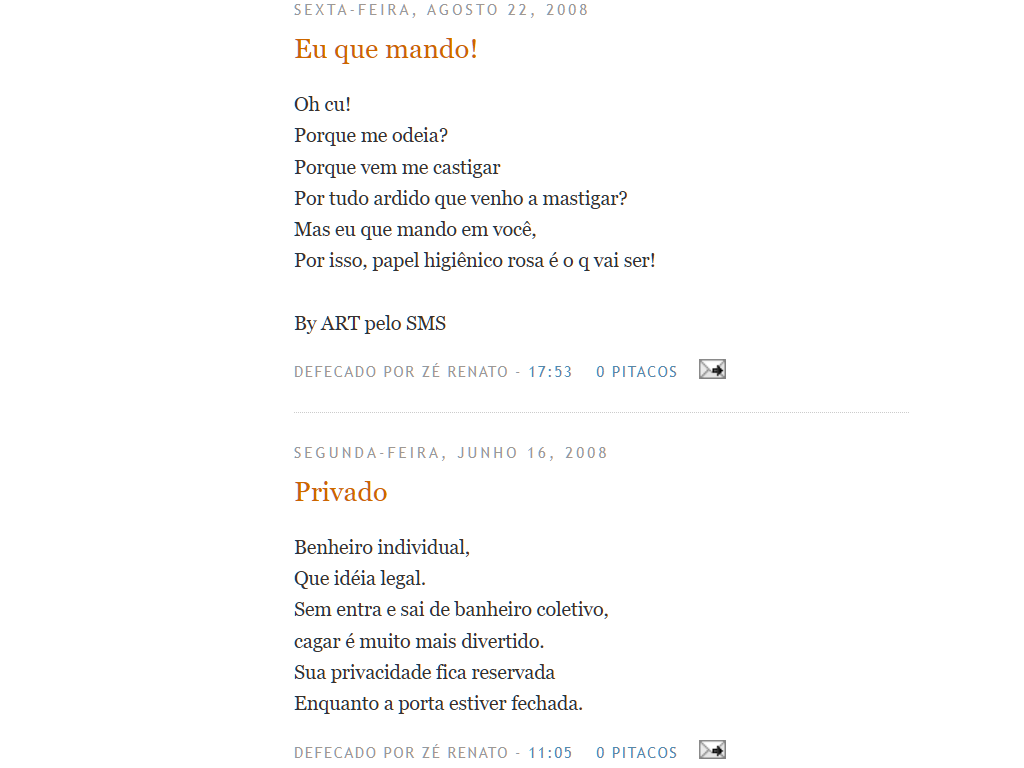 SEXTA-FEIRA, AGOSTO 22, 2008
Eu que mando!
Oh cu!
Porque me odeia?
Porque vem me castigar
Por tudo ardido que venho a mastigar?
Mas eu que mando em você,
Por isso, papel higiênico rosa é o q vai ser!
By ART pelo SMS
DEFECADO POR ZÉ RENATO - 17:53 0 PITACOS
SEGUNDA-FEIRA, JUNHO 16, 2008
Privado
Benheiro individual,
Que idéia legal.
Sem entra e sai de banheiro coletivo,
cagar é muito mais divertido.
Sua privacidade fica reservada
Enquanto a porta estiver fechada.
DEFECADO POR ZÉ RENATO - 11:05 0 PITACOS